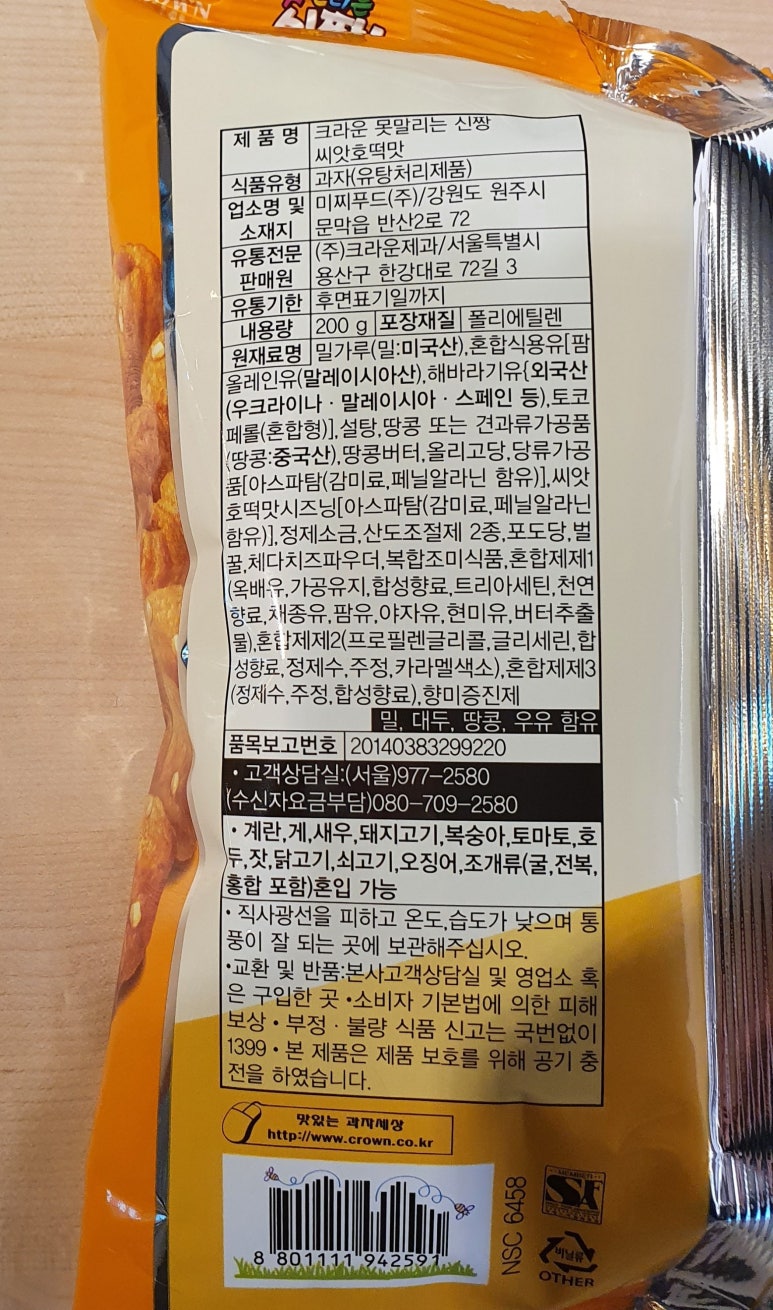 제 품 명 크라운 못말리는 신짱
씨앗호떡맛
식품유형 과자(유탕처리제품)
업소명 및 미찌푸드(주)/강원도 원주시
소재지 문막읍 반산2로 72
유통전문 (주)크라운제과/서울특별시
판매원 용산구 한강대로 72길 3
유통기한 후면표기일까지
내용량 200 g 포장재질 폴리에틸렌
원재료명 밀가루(밀:미국산),혼합식용유[팜
올레인유(말레이시아산),해바라기유{외국산
(우크라이나ㆍ말레이시아ㆍ스페인 등),토코
페롤(혼합형)],설탕,땅콩 또는 견과류가공품
(땅콩:중국산),땅콩버터,올리고당,당류가공
품[아스파탐(감미료,페닐알라닌 함유)],씨앗
호떡맛시즈닝[아스파탐(감미료,페닐알라닌
함유)],정제소금,산도조절제 2종,포도당,벌
꿀,체다치즈파우더,복합조미식품,혼합제제1
(옥배유,가공유지,합성향료,트리아세틴,천연
향료,채종유,팜유,야자유,현미유,버터추출
물),혼합제제2(프로필렌글리콜,글리세린,합
성향료,정제수,주정,카라멜색소),혼합제제3
(정제수,주정,합성향료),향미증진제
밀, 대두, 땅콩, 우유 함유
품목보고번호 20140383299220
• 고객상담실:(서울)977-2580
(수신자요금부담)080-709-2580
• 계란,게,새우,돼지고기,복숭아,토마토,호
두,잣,닭고기,쇠고기,오징어,조개류(굴,전복,
홍합 포함)혼입 가능
• 직사광선을 피하고 온도,습도가 낮으며 통
풍이 잘 되는 곳에 보관해주십시오.
•교환 및 반품:본사고객상담실 및 영업소 혹
은 구입한 곳 •소비자 기본법에 의한 피해
보상 • 부정ㆍ불량 식품 신고는 국번없이
1399 • 본 제품은 제품 보호를 위해 공기 충
전을 하였습니다.
맛있는 과자세상
http://www.crown.co.kr
8 801111 942591
NSC 6458
비닐류
OTHER